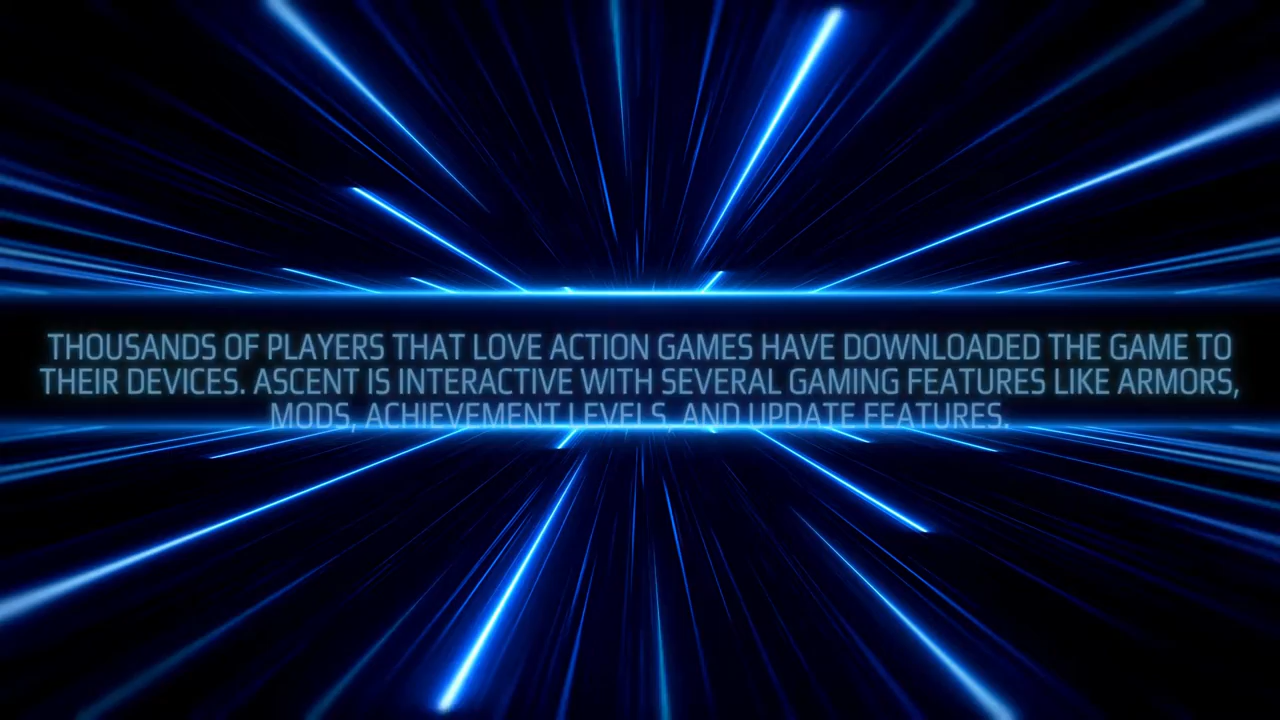 THOUSANDS OF PLAYERS THAT LOVE ACTION GAMES HAVE DOWNLOADED THE GAME TO
THEIR DEVICES. ASCENT IS INTERACTIVE WITH SEVERAL GAMING FEATURES LIKE ARMORS,
MODS, ACHIEVEMENT LEVELS, AND UPDATE FEATURES.